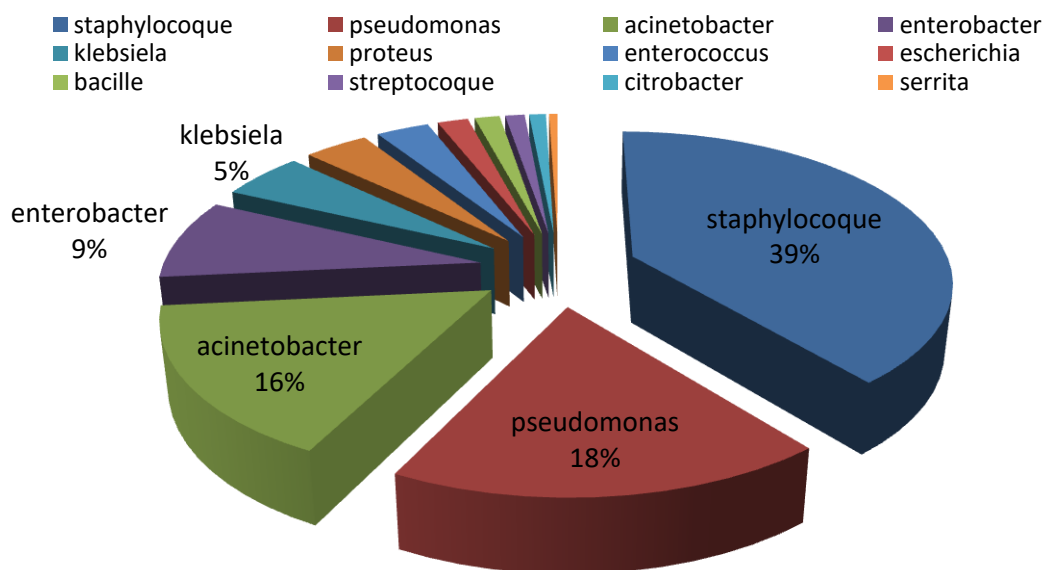 staphylocoque pseudomonas acinetobacter enterobacter
klebsiela proteus enterococcus escherichia
bacille streptocoque citrobacter serrita
klebsiela
5%
enterobacter
9%
staphylocoque
39%
acinetobacter
16%
pseudomonas
18%